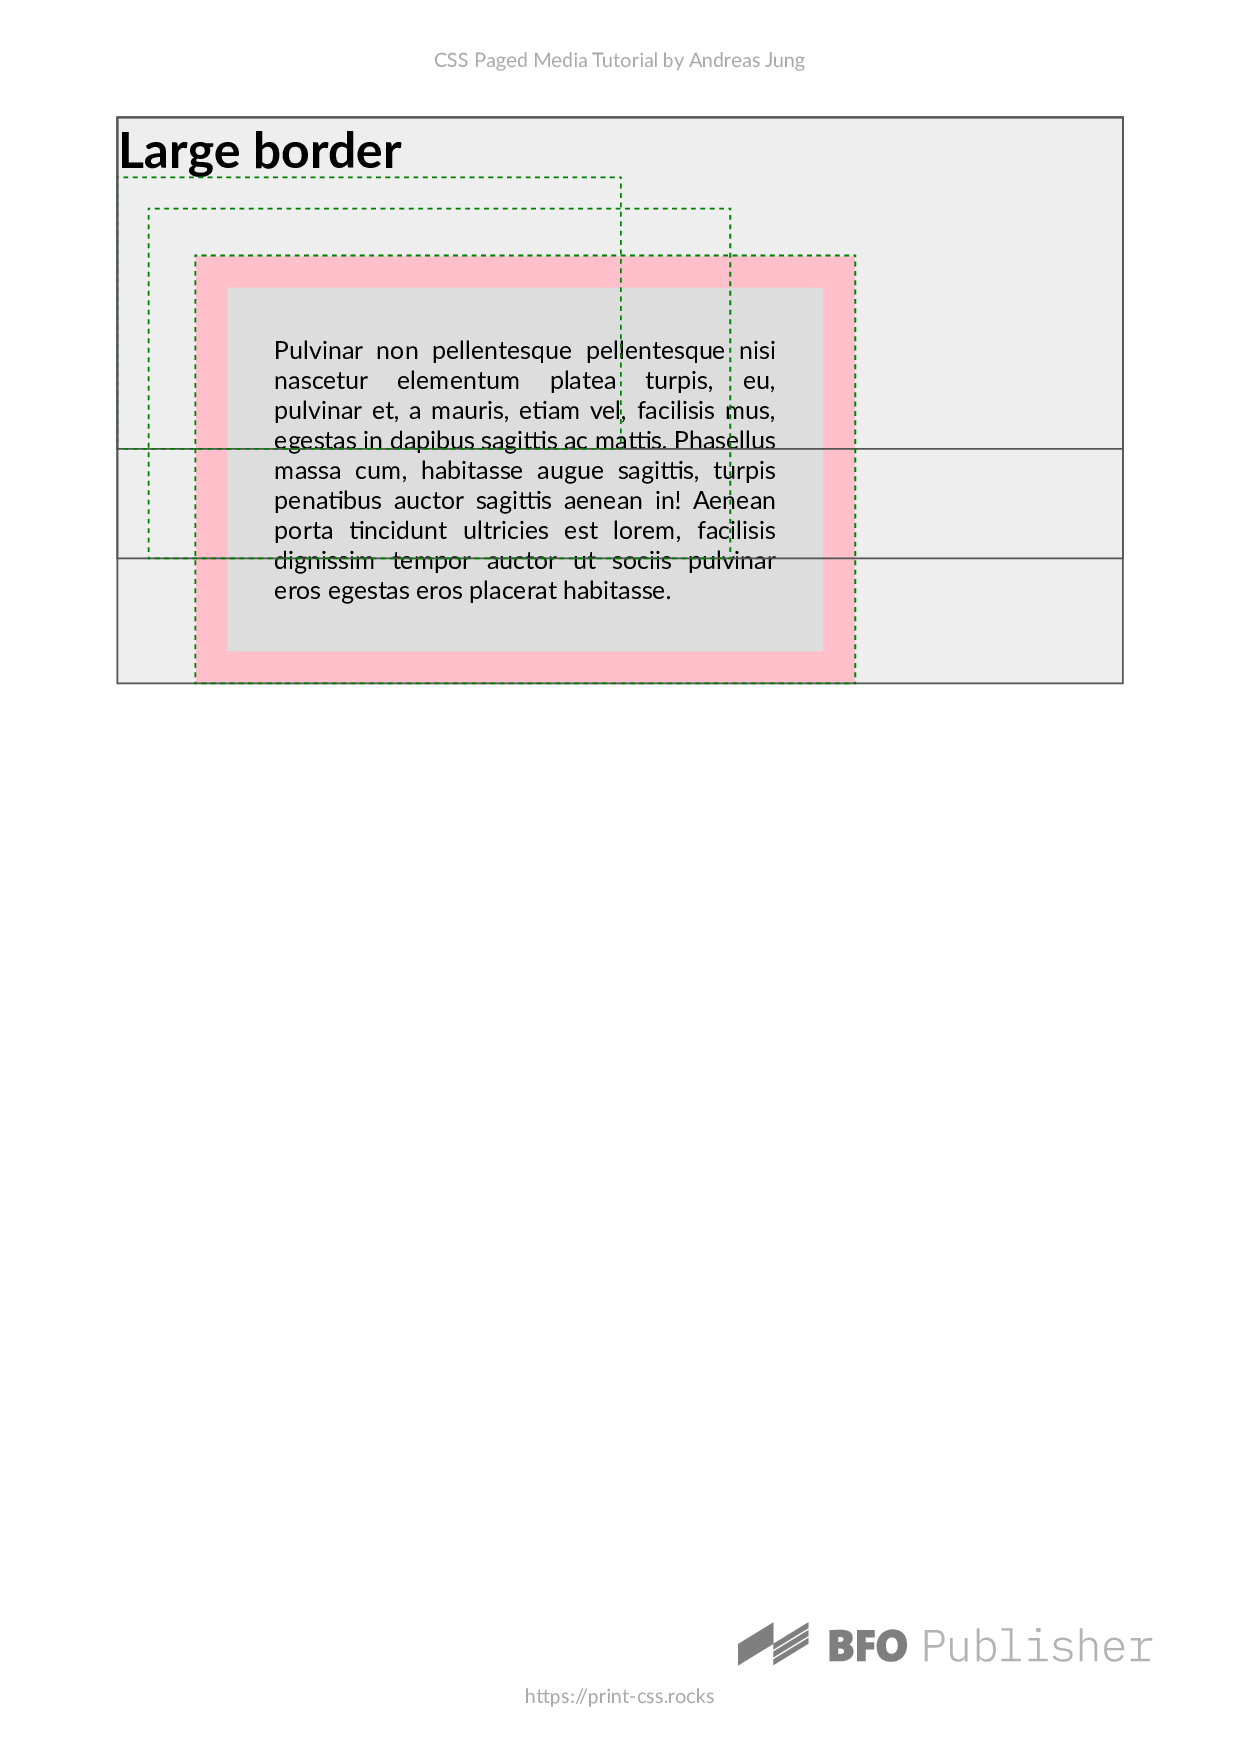 CSS Paged Media Tutorial by Andreas Jung
Large border
Pulvinar non pellentesque pellentesque nisi
nascetur elementum platea turpis, eu,
pulvinar et, a mauris, etiam vel, facilisis mus,
egestas in dapibus sagittis ac mattis. Phasellus
massa cum, habitasse augue sagittis, turpis
penatibus auctor sagittis aenean in! Aenean
porta tincidunt ultricies est lorem, facilisis
dignissim tempor auctor ut sociis pulvinar
eros egestas eros placerat habitasse.
BFO Publisher
https://print-css.rocks